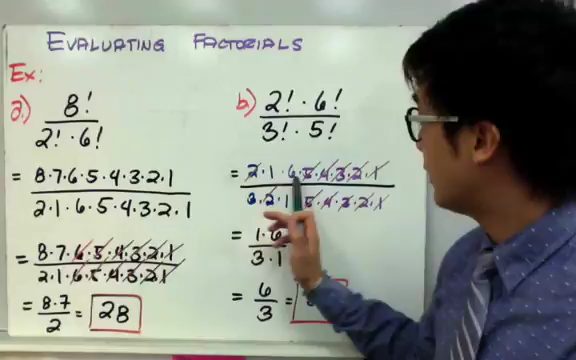 EVALUATING FACTORIALS
Ex:
a.) 8!
2! · 6!
= 8·7·6·5·4·3·2·1
2·1·6·5·4·3·2·1
= 8·7·6·5·4·3·2·1
2·1·6·5·4·3·2·1
= 8·7
2
= 28
b) 2! · 6!
3! · 5!
= 2·1·6·5·4·3·2·1
3·2·1 5·4·3·2·1
= 1·6
3·1
= 6
3
=